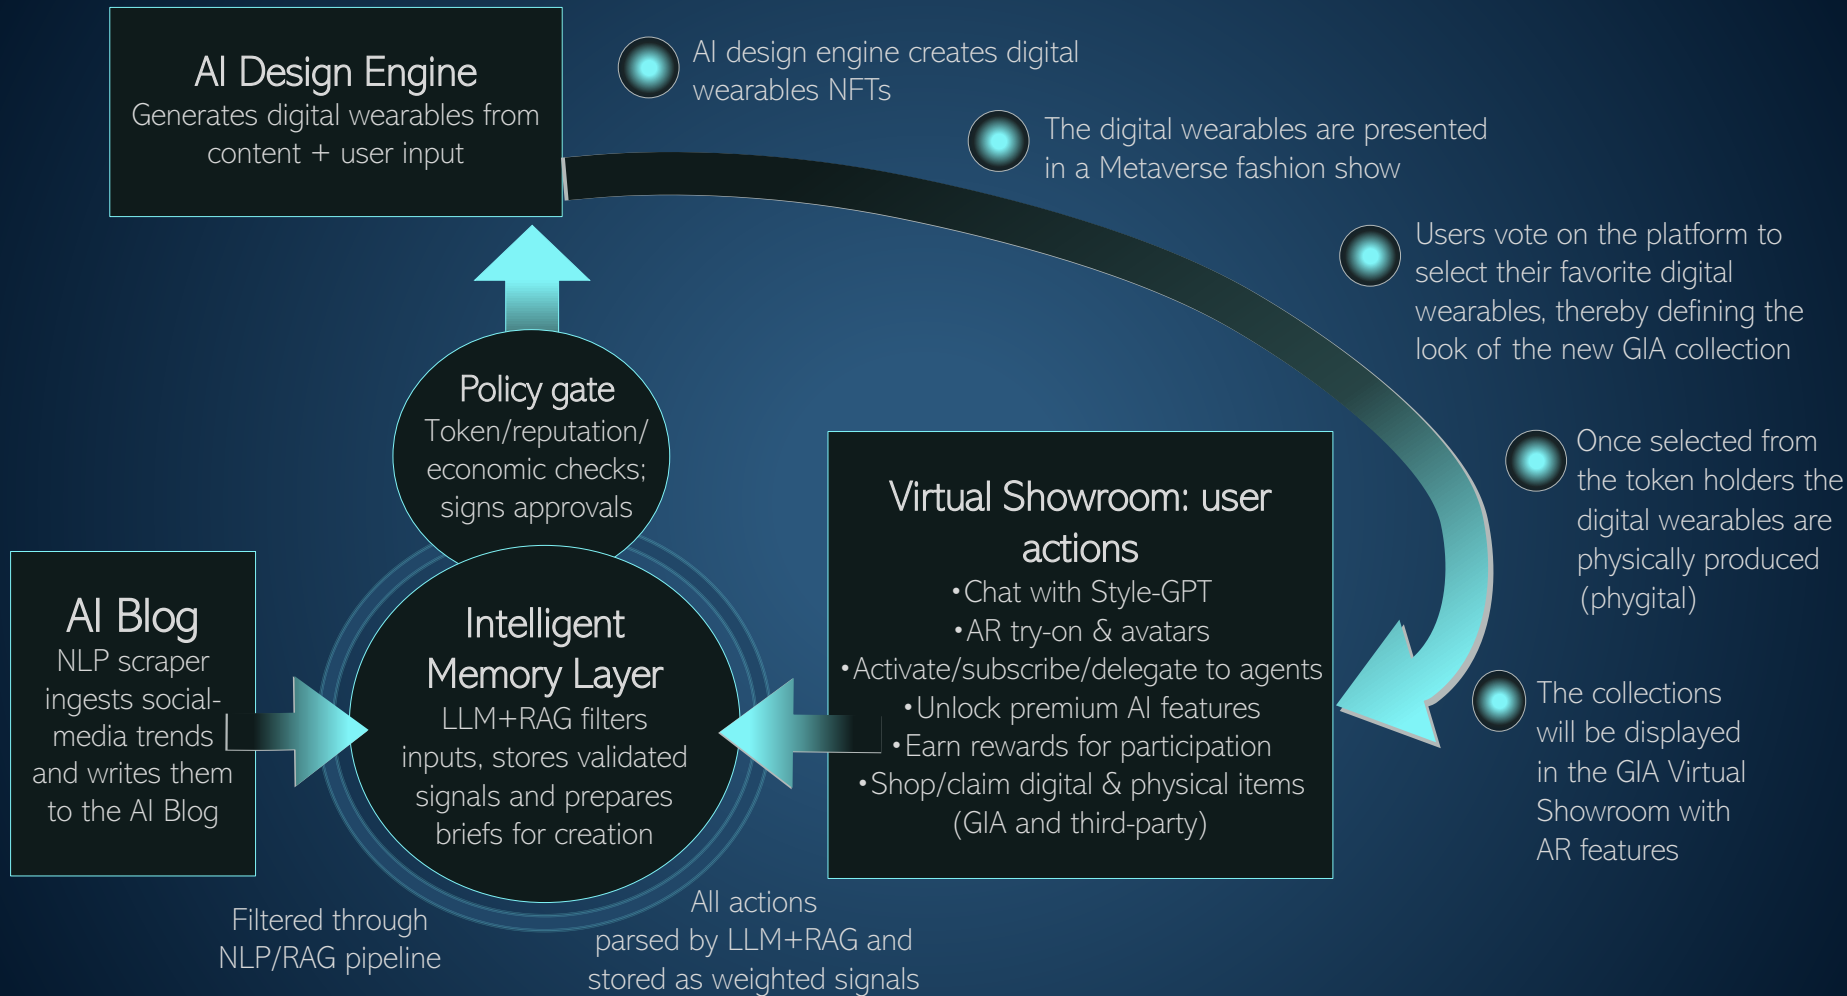 AI Design Engine
Generates digital wearables from
content + user input
AI design engine creates digital
wearables NFTs
The digital wearables are presented
in a Metaverse fashion show
Users vote on the platform to
select their favorite digital
wearables, thereby defining the
look of the new GIA collection
Once selected from
the token holders the
digital wearables are
physically produced
(phygital)
The collections
will be displayed
in the GIA Virtual
Showroom with
AR features
Policy gate
Token/reputation/
economic checks;
signs approvals
Virtual Showroom: user
actions
•Chat with Style-GPT
•AR try-on & avatars
•Activate/subscribe/delegate to agents
•Unlock premium AI features
•Earn rewards for participation
•Shop/claim digital & physical items
(GIA and third-party)
AI Blog
NLP scraper
ingests social-
media trends
and writes them
to the AI Blog
Intelligent
Memory Layer
LLM+RAG filters
inputs, stores validated
signals and prepares
briefs for creation
Filtered through
NLP/RAG pipeline
All actions
parsed by LLM+RAG and
stored as weighted signals